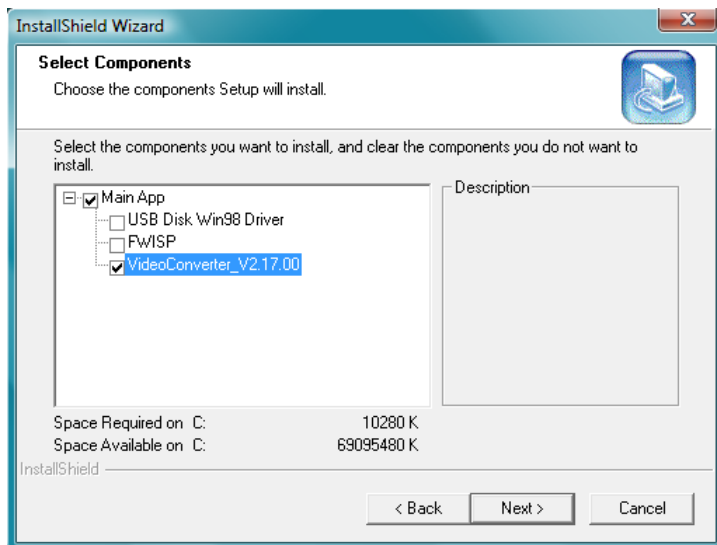 InstallShield Wizard
Select Components
Choose the components Setup will install.
Select the components you want to install, and clear the components you do not want to
install.
Main App
USB Disk Win98 Driver
FWISP
VideoConverter_V2.17.00
Description
Space Required on C: 10280 K
Space Available on C: 69095480 K
InstallShield
< Back Next > Cancel